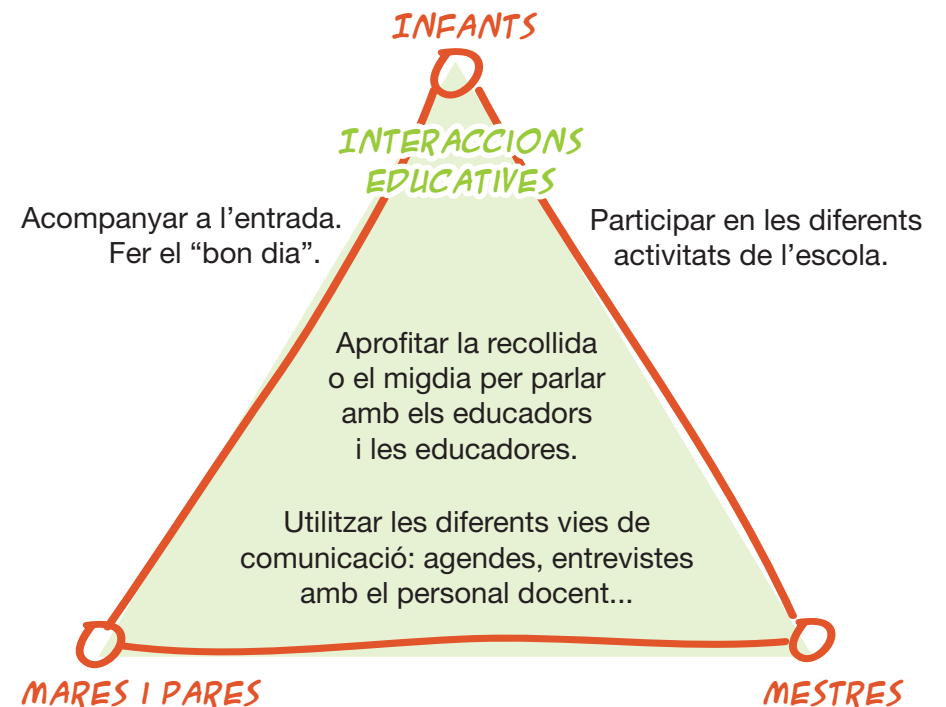 INFANTS
INTERACCIONS
EDUCATIVES
Acompanyar a l’entrada.
Fer el “bon dia”.
Participar en les diferents
activitats de l’escola.
Aprofitar la recollida
o el migdia per parlar
amb els educadors
i les educadores.
Utilitzar les diferents vies de
comunicació: agendes, entrevistes
amb el personal docent...
MARES I PARES
MESTRES